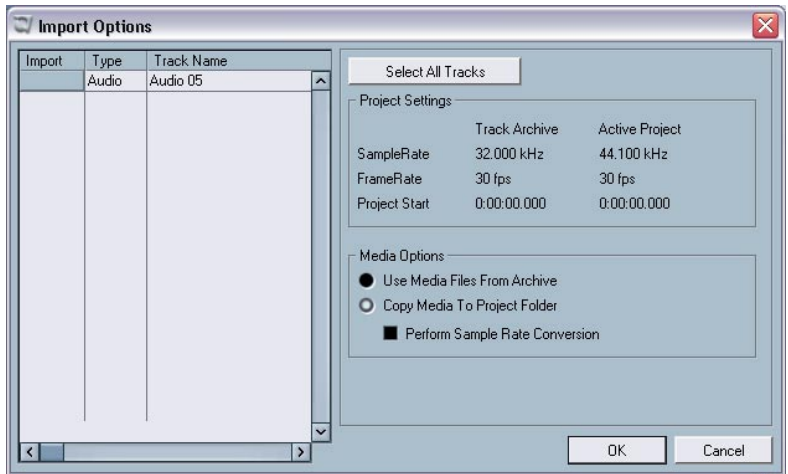 Import Options
Import Type Track Name
Audio Audio 05
Select All Tracks
Project Settings
Track Archive Active Project
SampleRate 32.000 kHz 44.100 kHz
FrameRate 30 fps 30 fps
Project Start 0:00:00.000 0:00:00.000
Media Options
Use Media Files From Archive
Copy Media To Project Folder
Perform Sample Rate Conversion
OK Cancel